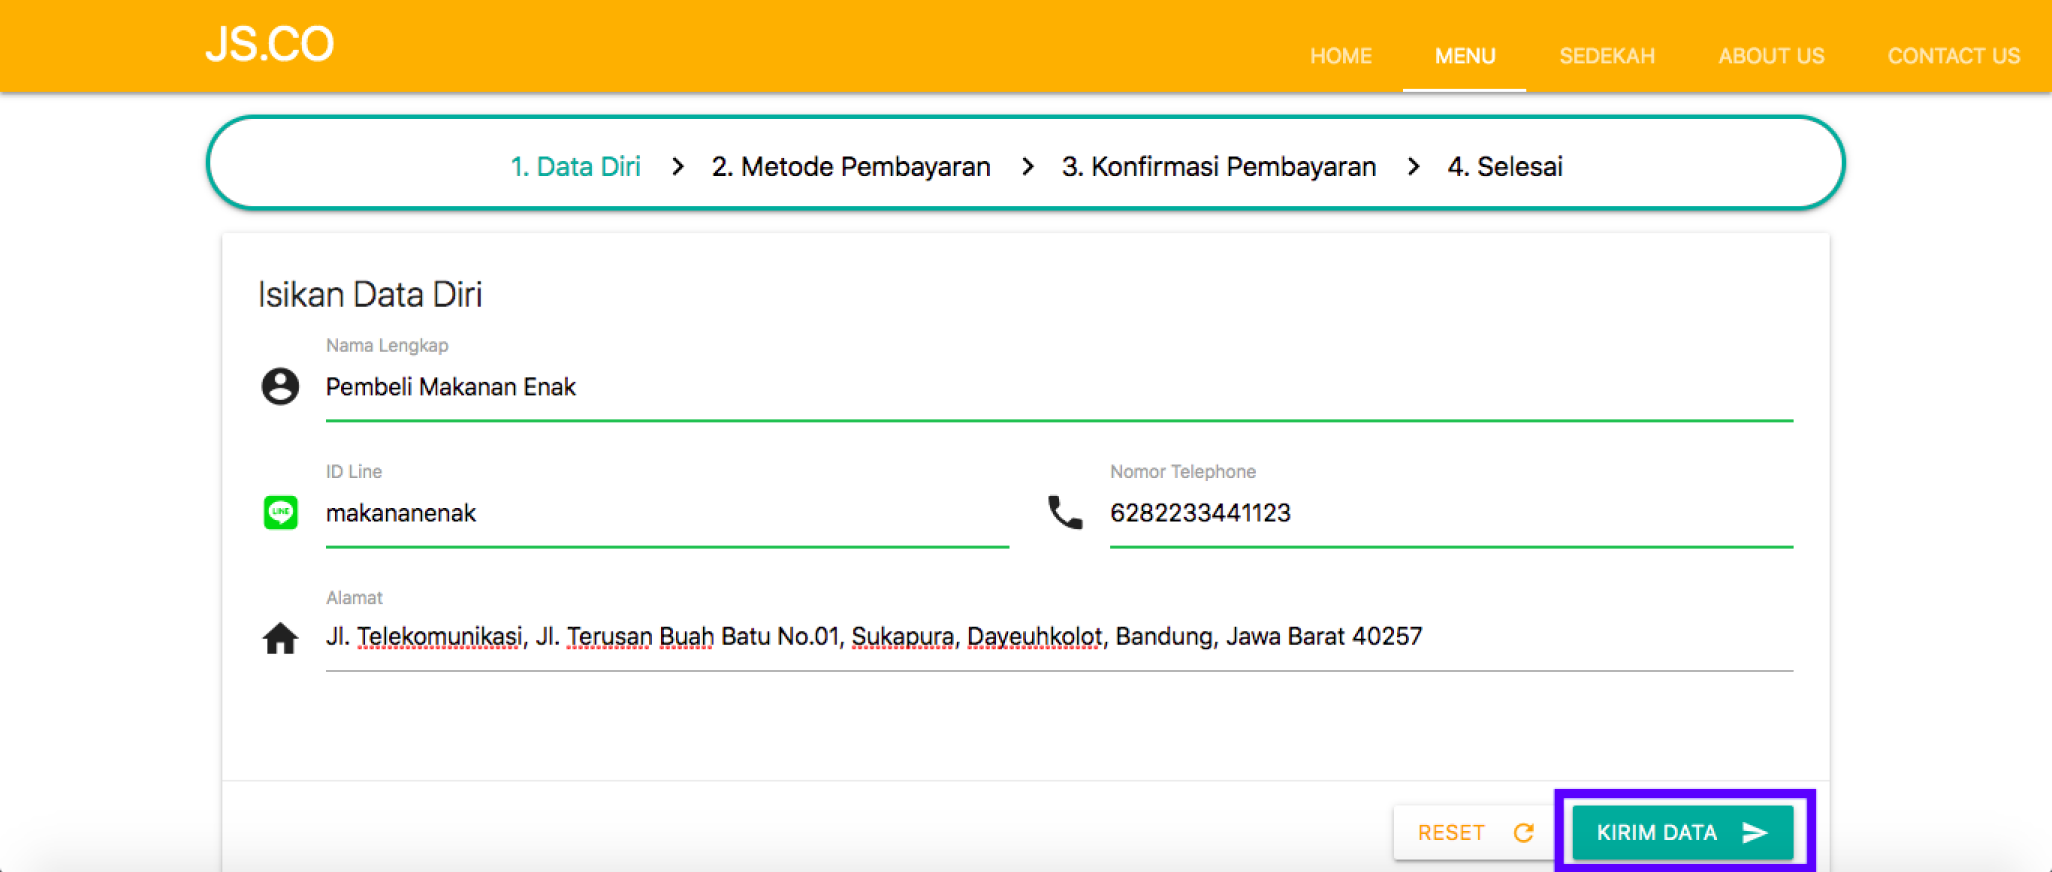 JS.CO
HOME MENU SEDEKAH ABOUT US CONTACT US
1. Data Diri > 2. Metode Pembayaran > 3. Konfirmasi Pembayaran > 4. Selesai
Isikan Data Diri
Nama Lengkap
Pembeli Makanan Enak
ID Line
LINE
makananenak
Nomor Telephone
6282233441123
Alamat
Jl. Telekomunikasi, Jl. Terusan Buah Batu No.01, Sukapura, Dayeuhkolot, Bandung, Jawa Barat 40257
RESET
KIRIM DATA